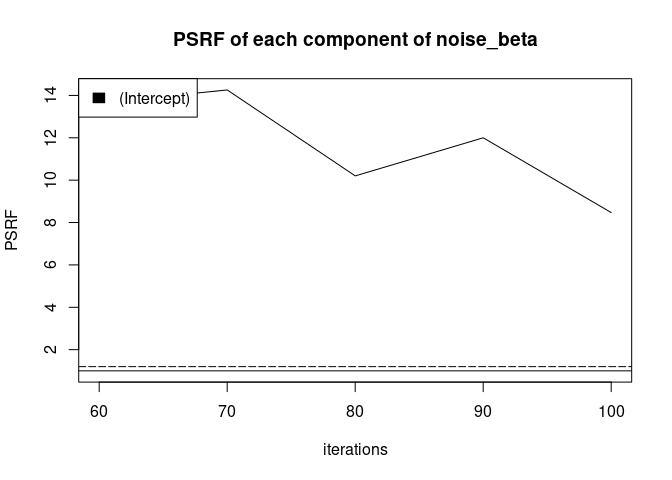 PSRF of each component of noise_beta
(Intercept)
PSRF
14
12
10
8
6
4
2
60 70 80 90 100
iterations